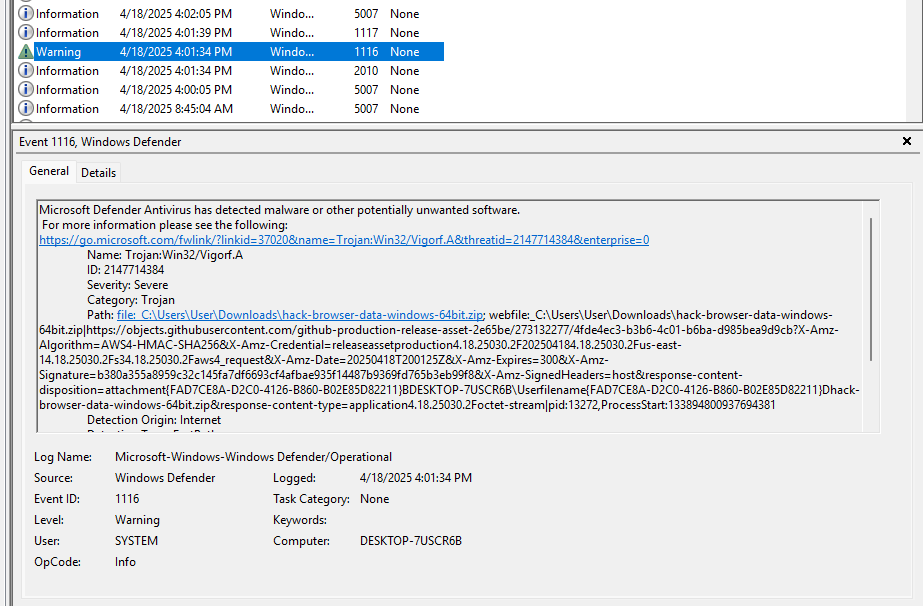 Information 4/18/2025 4:02:05 PM Windo... 5007 None
Information 4/18/2025 4:01:39 PM Windo... 1117 None
Warning 4/18/2025 4:01:34 PM Windo... 1116 None
Information 4/18/2025 4:01:34 PM Windo... 2010 None
Information 4/18/2025 4:00:05 PM Windo... 5007 None
Information 4/18/2025 8:45:04 AM Windo... 5007 None
Event 1116, Windows Defender
General Details
Microsoft Defender Antivirus has detected malware or other potentially unwanted software.
For more information please see the following:
https://go.microsoft.com/fwlink/?linkid=37020&name=Trojan:Win32/Vigorf.A&threatid=2147714384&enterprise=0
Name: Trojan:Win32/Vigorf.A
ID: 2147714384
Severity: Severe
Category: Trojan
Path: file:_C:\Users\User\Downloads\hack-browser-data-windows-64bit.zip; webfile:_C:\Users\User\Downloads\hack-browser-data-windows-
64bit.zip|https://objects.githubusercontent.com/github-production-release-asset-2e65be/273132277/4fde4ec3-b3b6-4c01-b6ba-d985bea9d9cb?X-Amz-
Algorithm=AWS4-HMAC-SHA256&X-Amz-Credential=releaseassetproduction4.18.25030.2F202504184.18.25030.2Fus-east-
14.18.25030.2Fs34.18.25030.2Faws4_request&X-Amz-Date=20250418T200125Z&X-Amz-Expires=300&X-Amz-
Signature=b380a355a8959c32c145fa7df6693cf4afbae935f14487b9369fd765b3eb99f8&X-Amz-SignedHeaders=host&response-content-
disposition=attachment{FAD7CE8A-D2C0-4126-B860-B02E85D82211}BDESKTOP-7USCR6B\Userfilename{FAD7CE8A-D2C0-4126-B860-B02E85D82211}Dhack-
browser-data-windows-64bit.zip&response-content-type=application4.18.25030.2Foctet-stream|pid:13272,ProcessStart:133894800937694381
Detection Origin: Internet
Log Name: Microsoft-Windows-Windows Defender/Operational
Source: Windows Defender Logged: 4/18/2025 4:01:34 PM
Event ID: 1116 Task Category: None
Level: Warning Keywords:
User: SYSTEM Computer: DESKTOP-7USCR6B
OpCode: Info